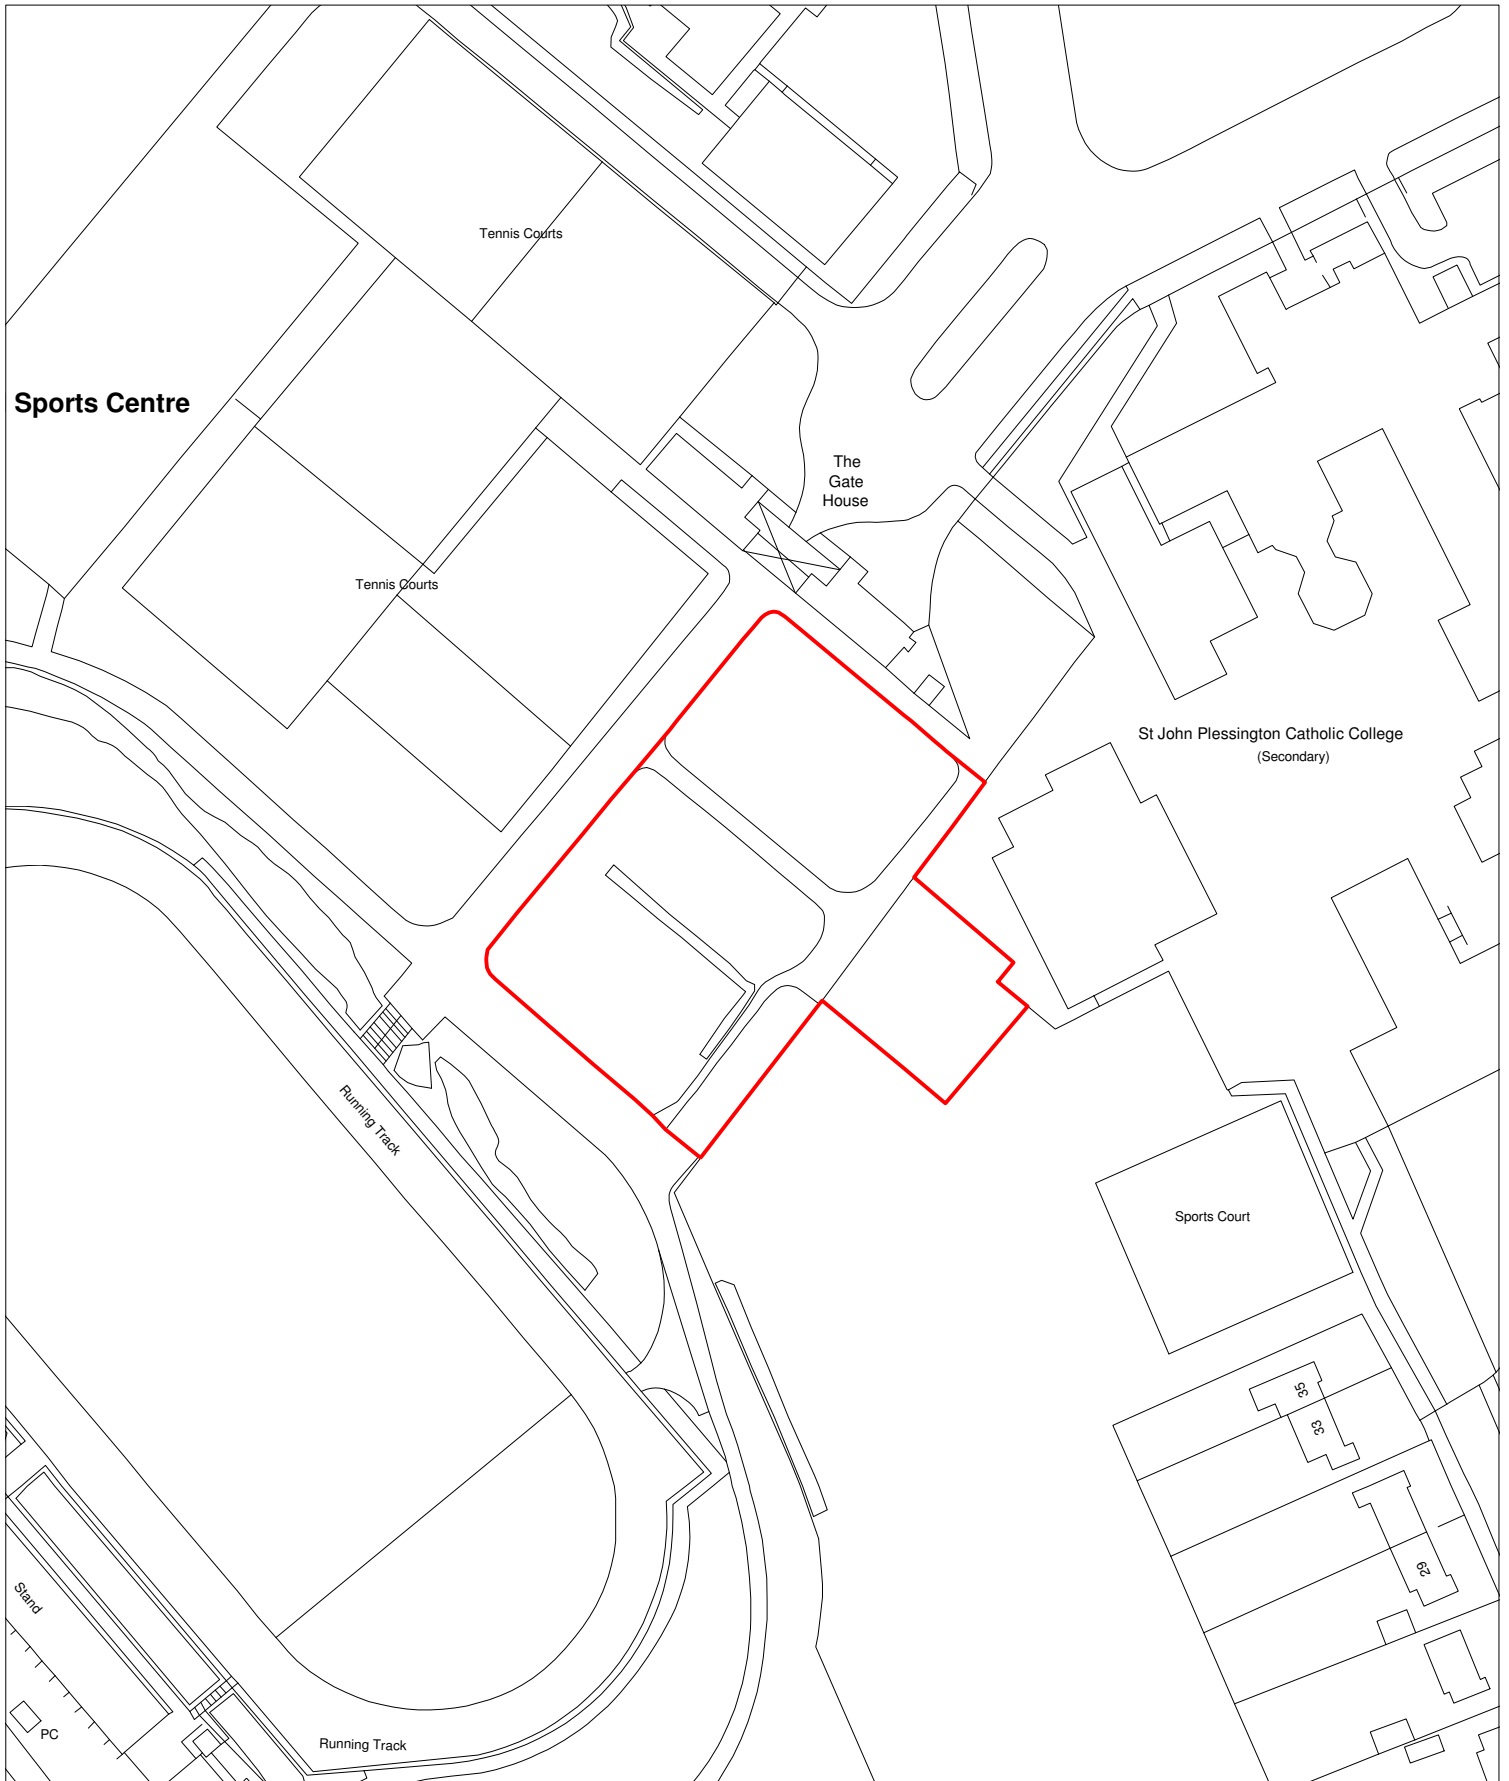 Tennis Courts
Sports Centre
The
Gate
House
Tennis Courts
St John Plessington Catholic College
(Secondary)
Running Track
Sports Court
35
33
29
Stand
PC
Running Track